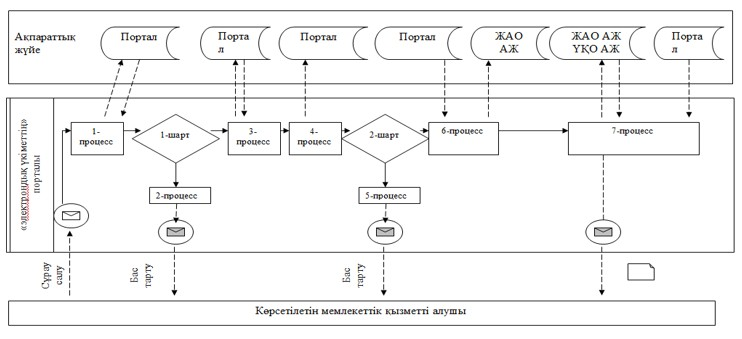 Ақпараттық
жүйе
Портал
Порта
л
Портал
Портал
ЖАО
АЖ
ЖАО АЖ
ҮҚО АЖ
Порта
л
«электрондық үкіметтің»
порталы
1-
процесс
1-шарт
3-
процесс
4-
процесс
2-шарт
6-процесс
7-процесс
2-процесс
5-процесс
Сұрау
салу
Бас
тарту
Бас
тарту
Көрсетілетін мемлекеттік қызметті алушы